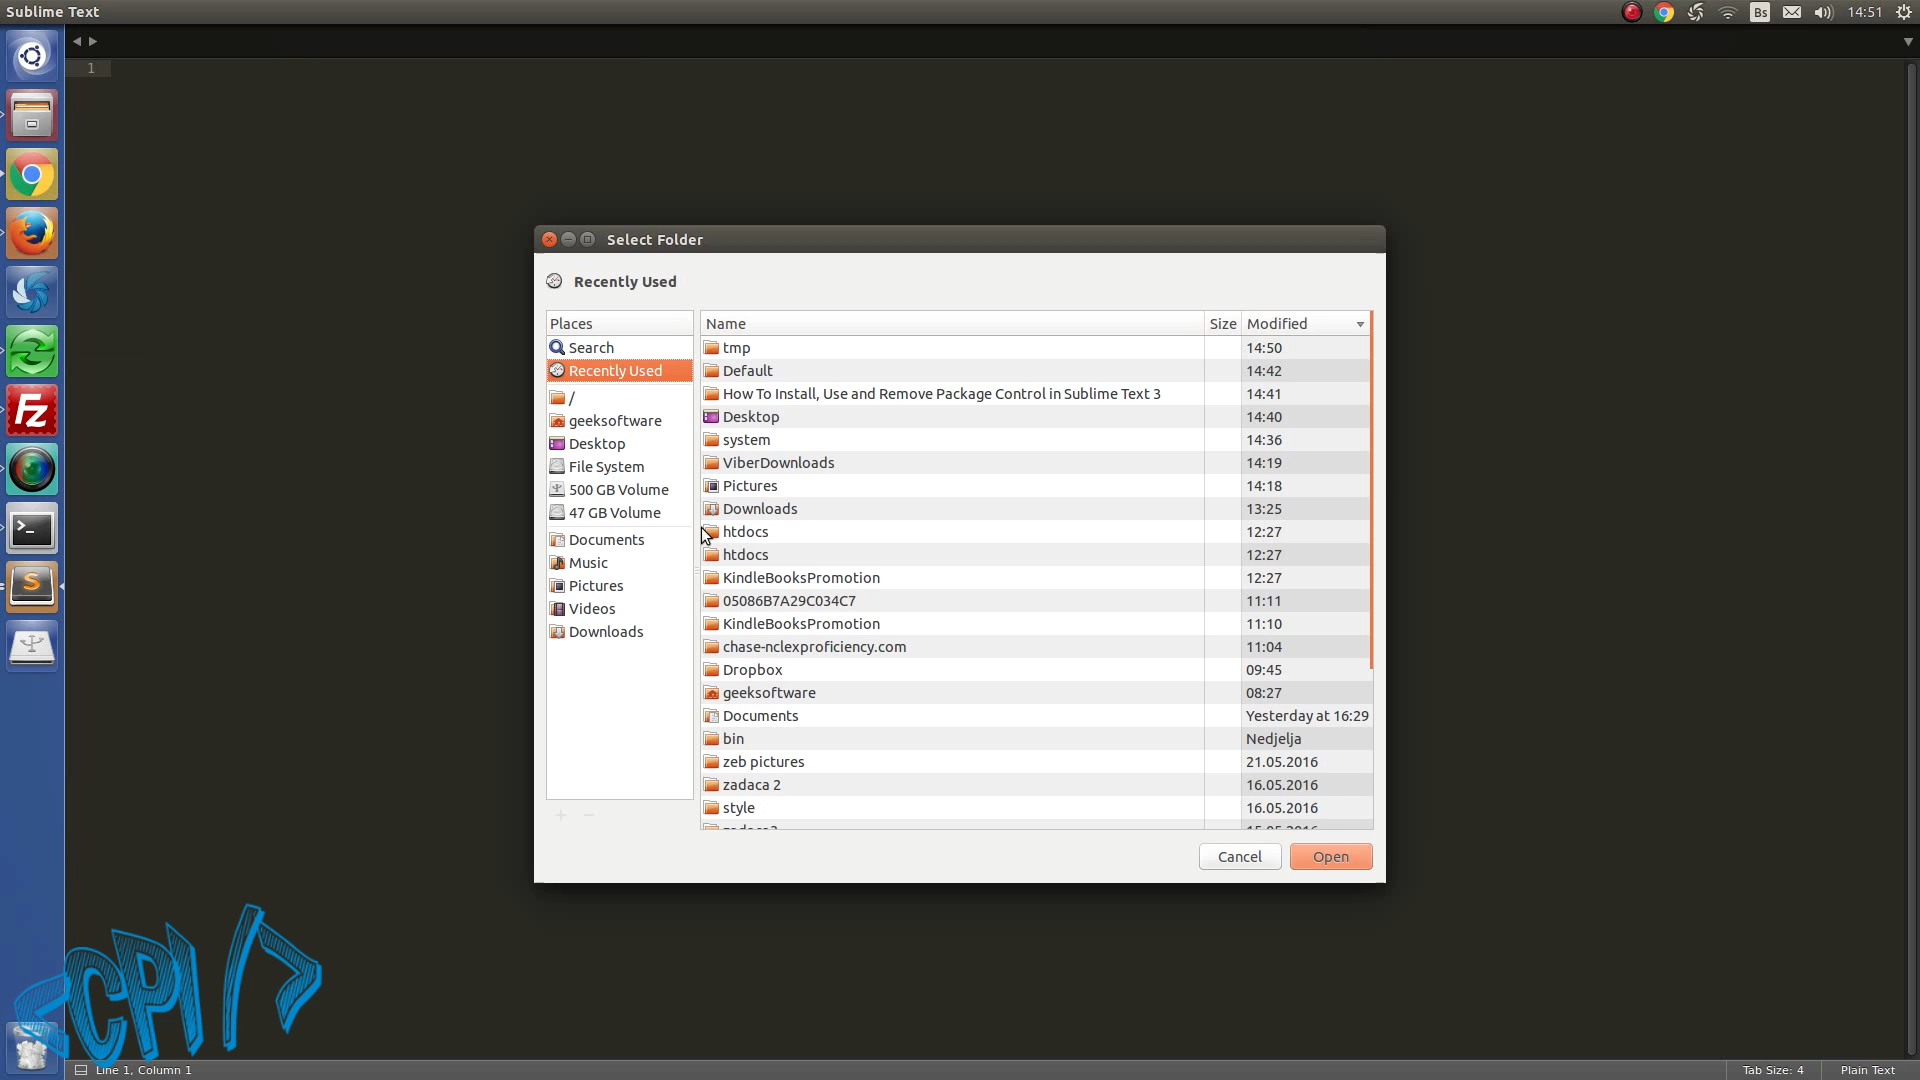 Sublime Text
Bs
14:51
1
Select Folder
Recently Used
Places
Search
Recently Used
/
geeksoftware
Desktop
File System
500 GB Volume
47 GB Volume
Documents
Music
Pictures
Videos
Downloads
Name Size Modified
tmp 14:50
Default 14:42
How To Install, Use and Remove Package Control in Sublime Text 3 14:41
Desktop 14:40
system 14:36
ViberDownloads 14:19
Pictures 14:18
Downloads 13:25
htdocs 12:27
htdocs 12:27
KindleBooksPromotion 12:27
05086B7A29C034C7 11:11
KindleBooksPromotion 11:10
chase-nclexproficiency.com 11:04
Dropbox 09:45
geeksoftware 08:27
Documents Yesterday at 16:29
bin Nedjelja
zeb pictures 21.05.2016
zadaca 2 16.05.2016
style 16.05.2016
Cancel Open
<CPI/>
Line 1, Column 1
Tab Size: 4
Plain Text